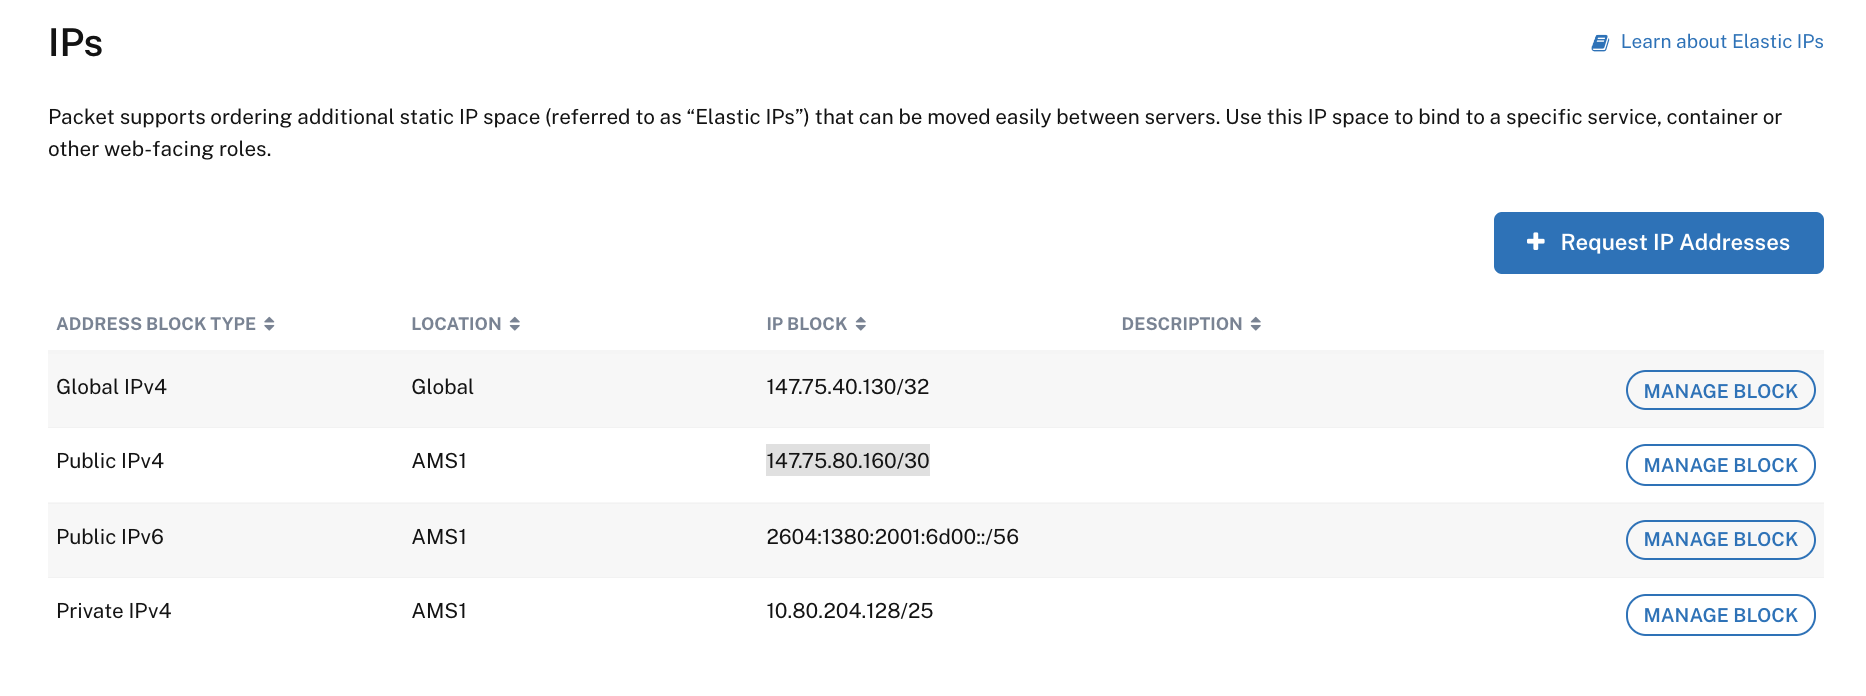 IPs
Learn about Elastic IPs
Packet supports ordering additional static IP space (referred to as “Elastic IPs”) that can be moved easily between servers. Use this IP space to bind to a specific service, container or
other web-facing roles.
Request IP Addresses
ADDRESS BLOCK TYPE LOCATION IP BLOCK DESCRIPTION
Global IPv4 Global 147.75.40.130/32 MANAGE BLOCK
Public IPv4 AMS1 147.75.80.160/30 MANAGE BLOCK
Public IPv6 AMS1 2604:1380:2001:6d00::/56 MANAGE BLOCK
Private IPv4 AMS1 10.80.204.128/25 MANAGE BLOCK